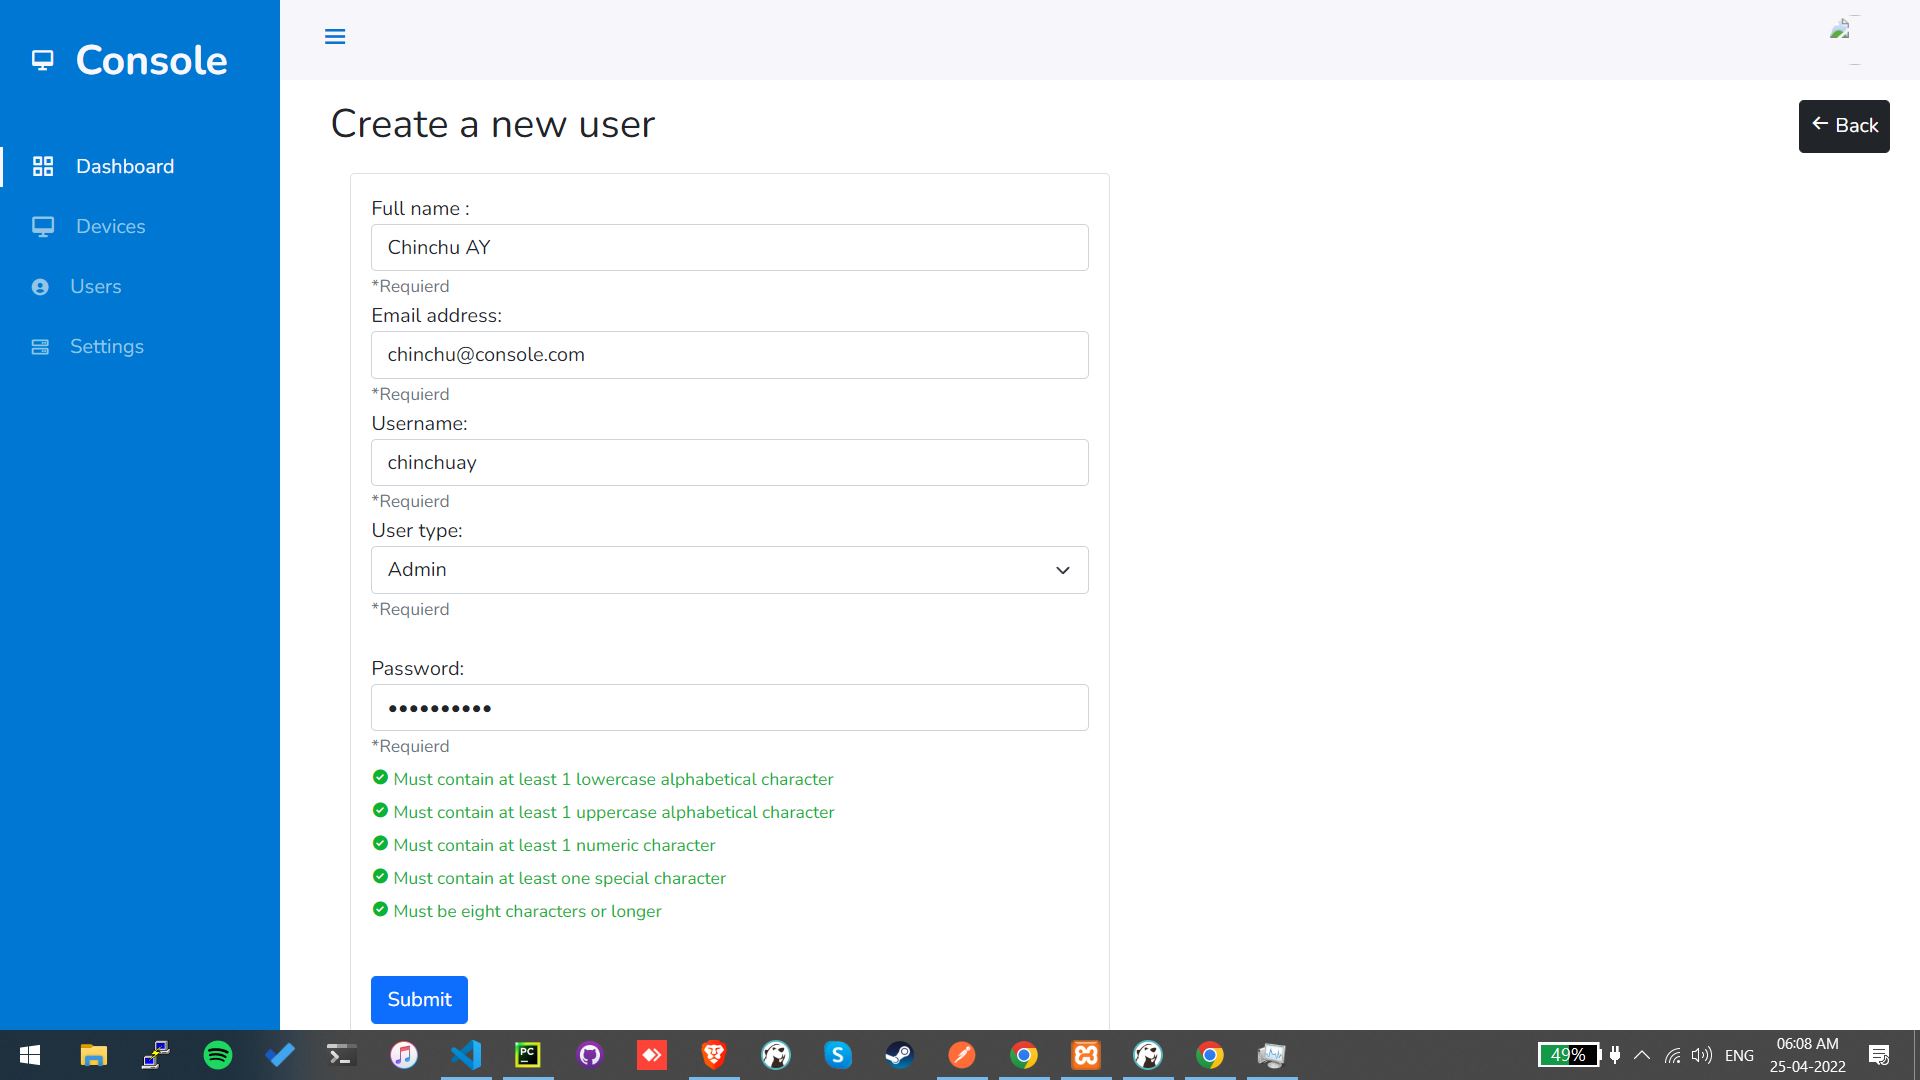 Console
Dashboard
Devices
Users
Settings
Create a new user
Back
Full name :
Chinchu AY
*Requierd
Email address:
chinchu@console.com
*Requierd
Username:
chinchuay
*Requierd
User type:
Admin
*Requierd
Password:
••••••••••
*Requierd
Must contain at least 1 lowercase alphabetical character
Must contain at least 1 uppercase alphabetical character
Must contain at least 1 numeric character
Must contain at least one special character
Must be eight characters or longer
Submit
PC
S
49%
ENG
06:08 AM
25-04-2022